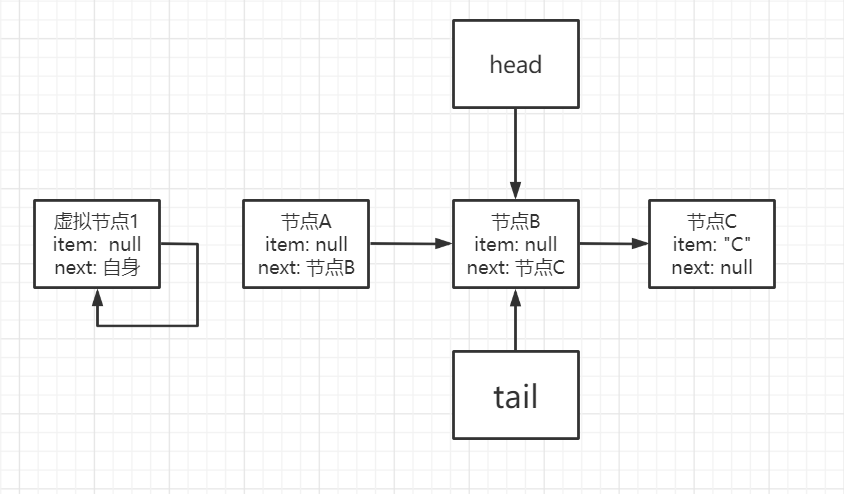 head
虚拟节点1
item: null
next: 自身
节点A
item: null
next: 节点B
节点B
item: null
next: 节点C
节点C
item: "C"
next: null
tail